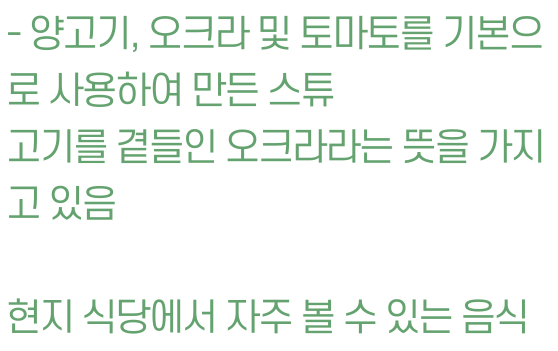 - 양고기, 오크라 및 토마토를 기본으
로 사용하여 만든 스튜
고기를 곁들인 오크라라는 뜻을 가지
고 있음
현지 식당에서 자주 볼 수 있는 음식